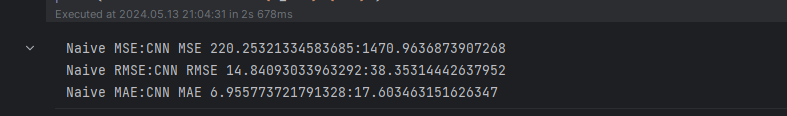 Executed at 2024.05.13 21:04:31 in 2s 678ms
Naive MSE:CNN MSE 220.25321334583685:1470.9636873907268
Naive RMSE:CNN RMSE 14.84093033963292:38.35314442637952
Naive MAE:CNN MAE 6.955773721791328:17.603463151626347